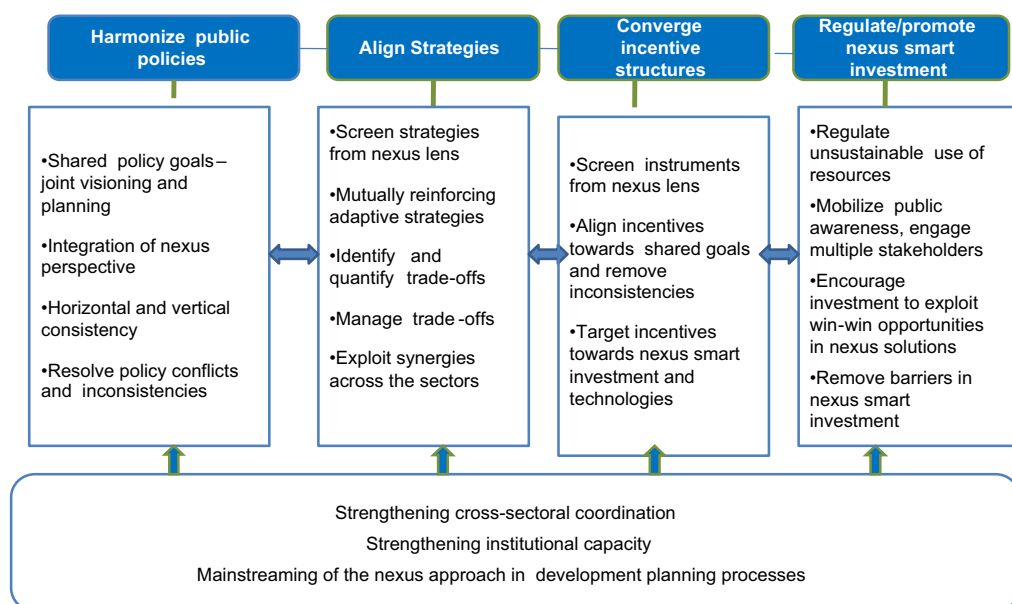 Harmonize public
policies
Align Strategies
Converge
incentive
structures
Regulate/promote
nexus smart
investment
•Shared policy goals–
joint visioning and
planning
•Integration of nexus
perspective
•Horizontal and vertical
consistency
•Resolve policy conflicts
and inconsistencies
•Screen strategies
from nexus lens
•Mutually reinforcing
adaptive strategies
•Identify and
quantify trade-offs
•Manage trade-offs
•Exploit synergies
across the sectors
•Screen instruments
from nexus lens
•Align incentives
towards shared goals
and remove
inconsistencies
•Target incentives
towards nexus smart
investment and
technologies
•Regulate
unsustainable use of
resources
•Mobilize public
awareness, engage
multiple stakeholders
•Encourage
investment to exploit
win-win opportunities
in nexus solutions
•Remove barriers in
nexus smart
investment
Strengthening cross-sectoral coordination
Strengthening institutional capacity
Mainstreaming of the nexus approach in development planning processes